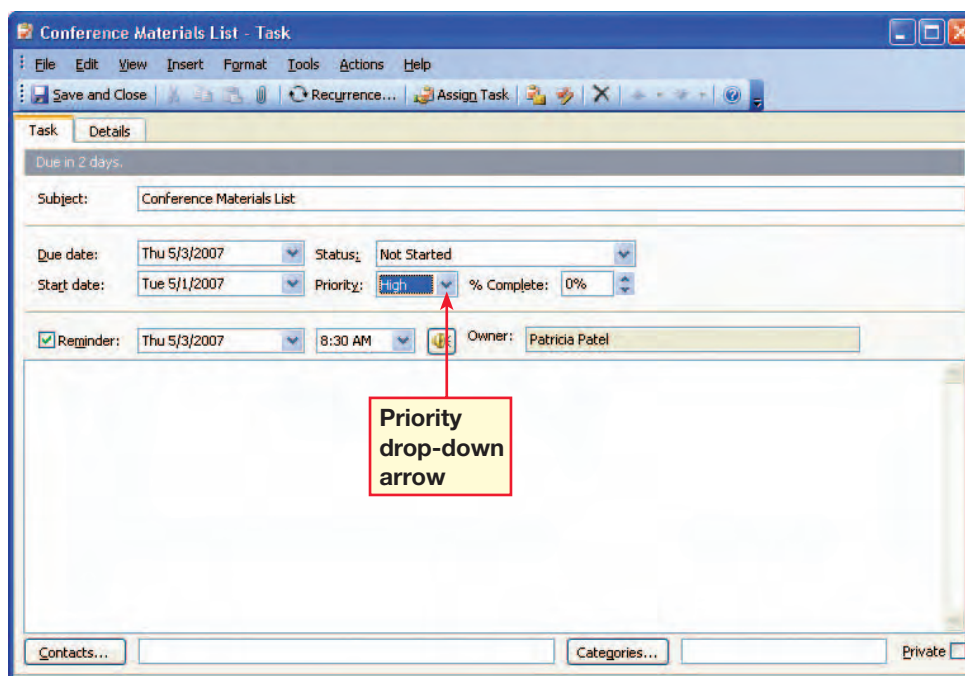 Conference Materials List - Task
File Edit View Insert Format Tools Actions Help
Save and Close Recurrence... Assign Task
Task Details
Due in 2 days.
Subject: Conference Materials List
Due date: Thu 5/3/2007 Status: Not Started
Start date: Tue 5/1/2007 Priority: High % Complete: 0%
Reminder: Thu 5/3/2007 8:30 AM Owner: Patricia Patel
Priority
drop-down
arrow
Contacts... Categories... Private